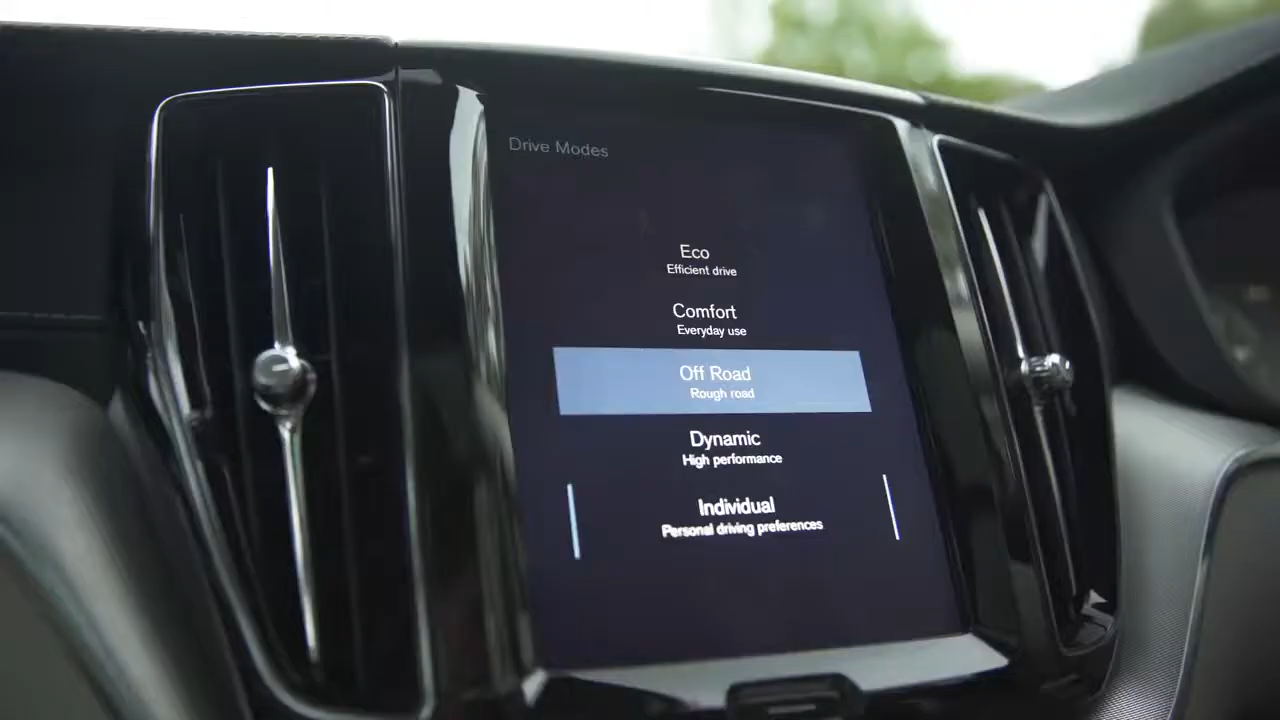 Drive Modes
Eco
Efficient drive
Comfort
Everyday use
Off Road
Rough road
Dynamic
High performance
Individual
Personal driving preferences